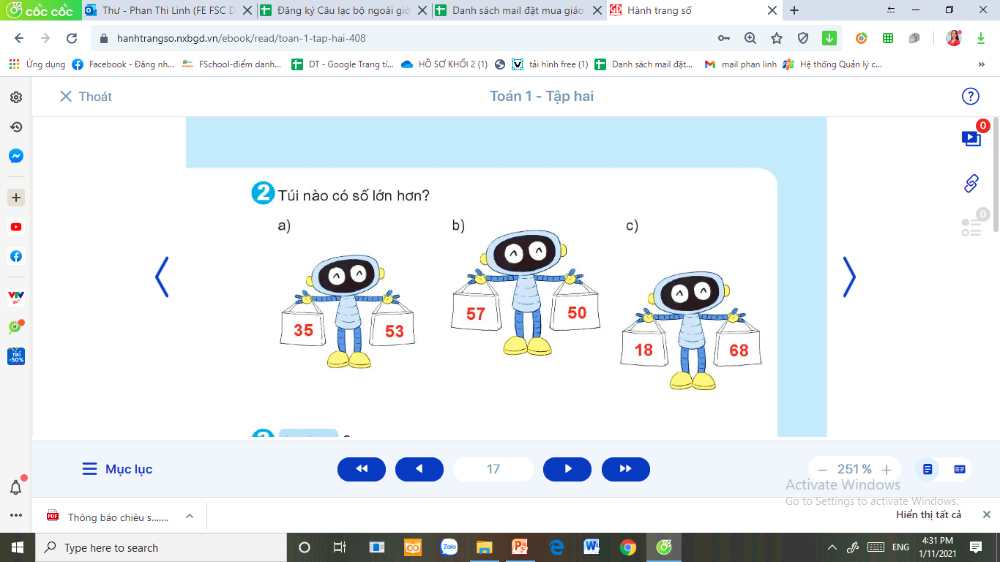 cốc cốc
Thư - Phan Thi Linh (FE FSC D
Đăng ký Câu lạc bộ ngoài giờ
Danh sách mail đặt mua giáo
Hành trang số
hanhtrangso.nxbgd.vn/ebook/read/toan-1-tap-hai-408
Ứng dụng
Facebook - Đăng nh...
FSchool-điểm danh...
DT - Google Trang tí...
HỒ SƠ KHỐI 2 (1)
tải hình free (1)
Danh sách mail đặt...
mail phan linh
Hệ thống Quản lý c...
»
Thoát
Toán 1 - Tập hai
?
0
0
2 Túi nào có số lớn hơn?
a)
b)
c)
35
53
57
50
18
68
VTV
go!
TIKI
-50%
Mục lục
17
251 %
Activate Windows
Go to Settings to activate Windows.
PDF
Thông báo chiêu s.......
Hiển thị tất cả
Type here to search
Zalo
ENG
4:31 PM
1/11/2021